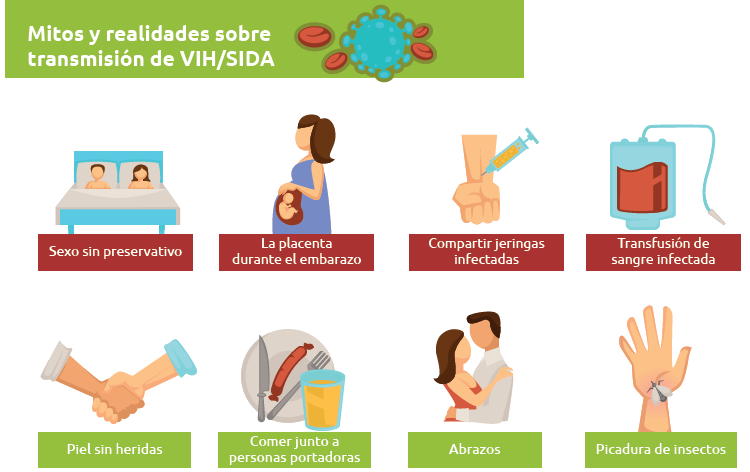 Mitos y realidades sobre
transmisión de VIH/SIDA
Sexo sin preservativo
La placenta
durante el embarazo
Compartir jeringas
infectadas
Transfusión de
sangre infectada
Piel sin heridas
Comer junto a
personas portadoras
Abrazos
Picadura de insectos